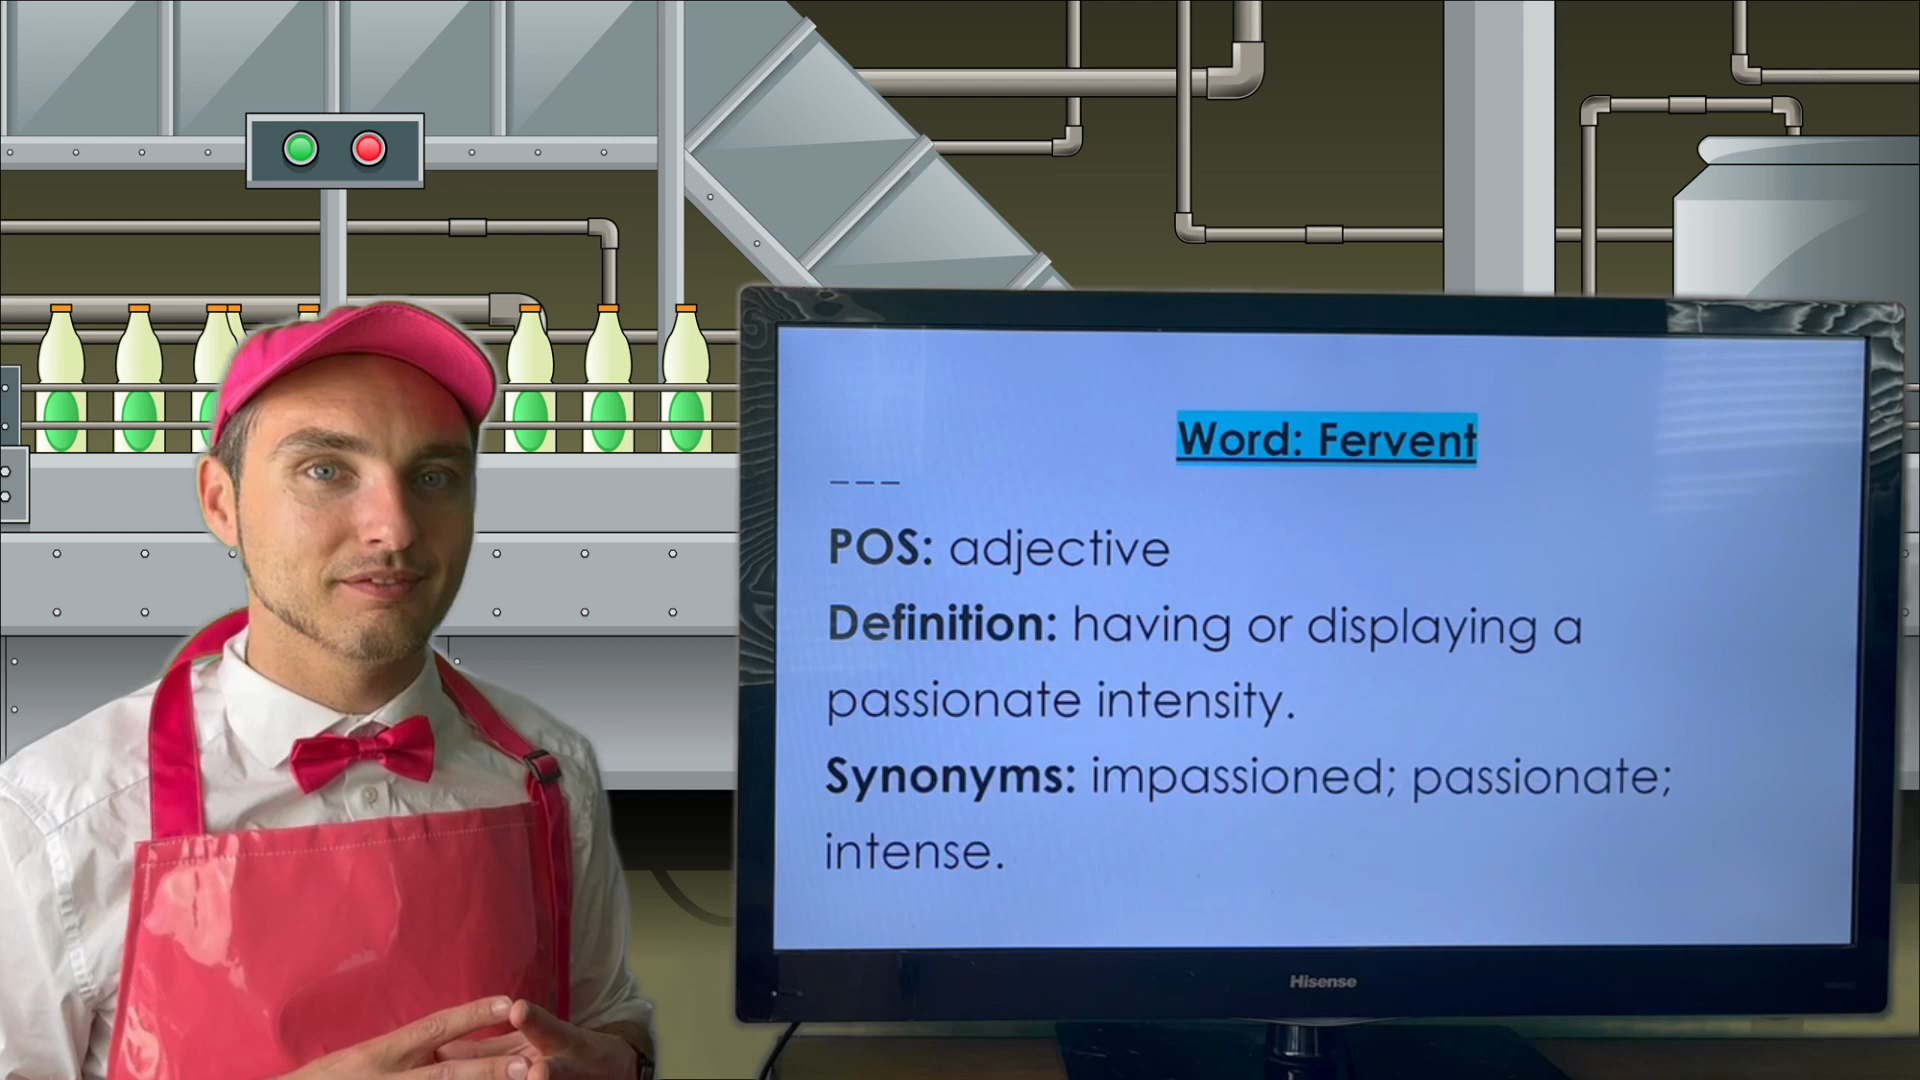 Word: Fervent
---
POS: adjective
Definition: having or displaying a
passionate intensity.
Synonyms: impassioned; passionate;
intense.
Hisense